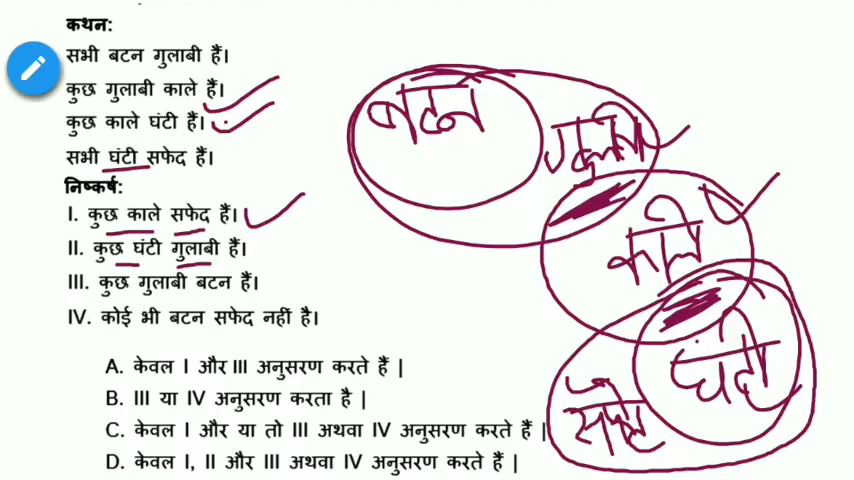 कथन:
सभी बटन गुलाबी हैं।
कुछ गुलाबी काले हैं।
कुछ काले घंटी हैं।
सभी घंटी सफेद हैं।
निष्कर्ष:
I. कुछ काले सफेद हैं।
II. कुछ घंटी गुलाबी हैं।
III. कुछ गुलाबी बटन हैं।
IV. कोई भी बटन सफेद नहीं है।
A. केवल I और III अनुसरण करते हैं |
B. III या IV अनुसरण करता है |
C. केवल I और या तो III अथवा IV अनुसरण करते हैं |
D. केवल I, II और III अथवा IV अनुसरण करते हैं |
बटन
गुलाबी
काले
घंटी
सफेद